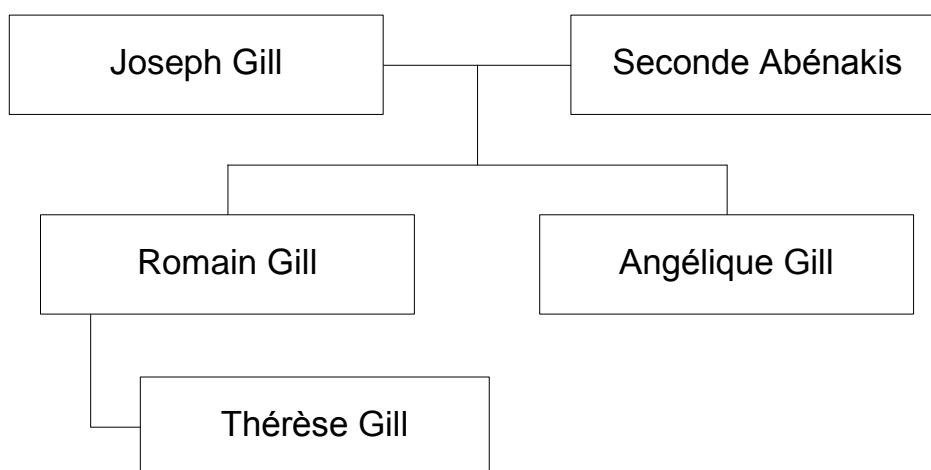 Joseph Gill
Seconde Abénakis
Romain Gill
Angélique Gill
Thérèse Gill